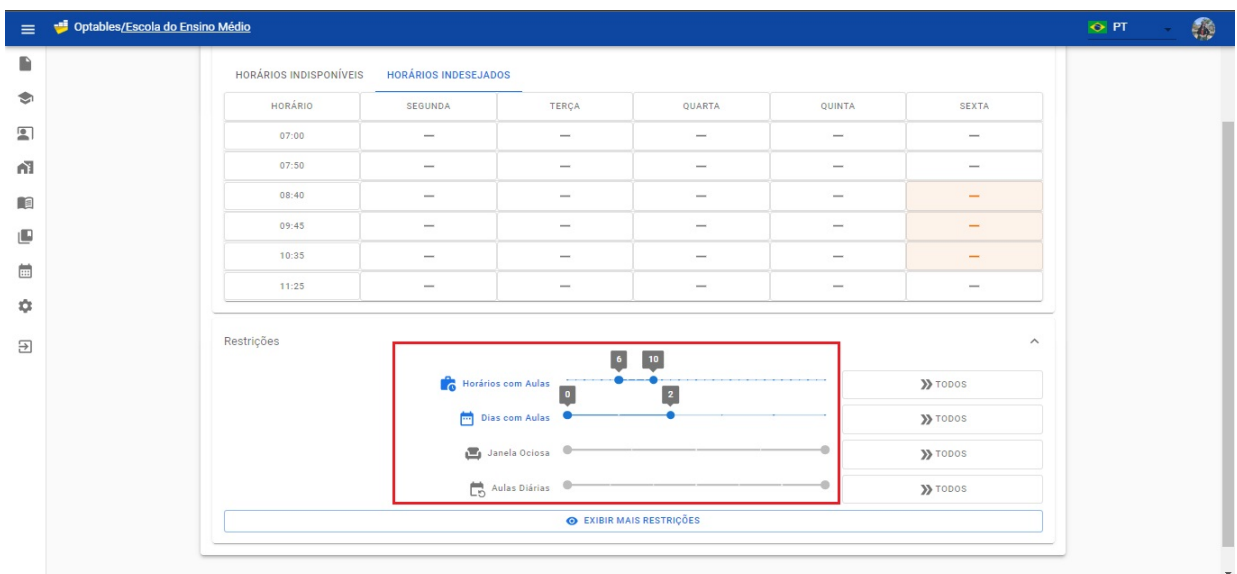 Optables/Escola do Ensino Médio PT
HORÁRIOS INDISPONÍVEIS HORÁRIOS INDESEJADOS
HORÁRIO SEGUNDA TERÇA QUARTA QUINTA SEXTA
07:00 — — — — —
07:50 — — — — —
08:40 — — — — —
09:45 — — — — —
10:35 — — — — —
11:25 — — — — —
Restrições
6 10
Horários com Aulas TODOS
0 2
Dias com Aulas TODOS
Janela Ociosa TODOS
Aulas Diárias TODOS
EXIBIR MAIS RESTRIÇÕES